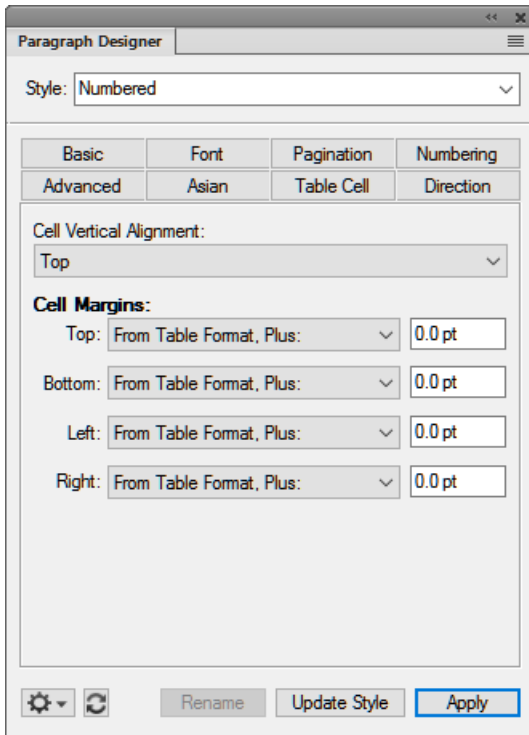 Paragraph Designer
Style: Numbered
Basic Font Pagination Numbering
Advanced Asian Table Cell Direction
Cell Vertical Alignment:
Top
Cell Margins:
Top: From Table Format, Plus: 0.0 pt
Bottom: From Table Format, Plus: 0.0 pt
Left: From Table Format, Plus: 0.0 pt
Right: From Table Format, Plus: 0.0 pt
Rename Update Style Apply